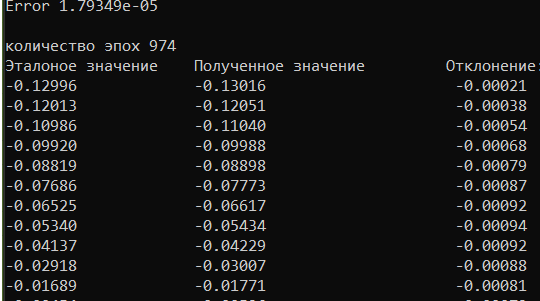 Error 1.79349e-05
количество эпох 974
Эталоное значение Полученное значение Отклонение:
-0.12996 -0.13016 -0.00021
-0.12013 -0.12051 -0.00038
-0.10986 -0.11040 -0.00054
-0.09920 -0.09988 -0.00068
-0.08819 -0.08898 -0.00079
-0.07686 -0.07773 -0.00087
-0.06525 -0.06617 -0.00092
-0.05340 -0.05434 -0.00094
-0.04137 -0.04229 -0.00092
-0.02918 -0.03007 -0.00088
-0.01689 -0.01771 -0.00081